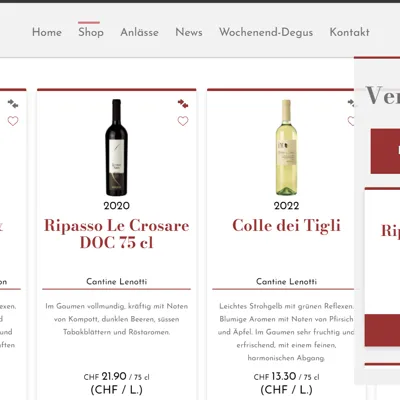 Home Shop Anlässe News Wochenend-Degus Kontakt
2020
Ripasso Le Crosare
DOC 75 cl
Cantine Lenotti
Im Gaumen vollmundig, kräftig mit Noten
von Kompott, dunklen Beeren, süssen
Tabakblättern und Röstaromen.
CHF 21.90 / 75 cl
(CHF / L.)
2022
Colle dei Tigli
Cantine Lenotti
Leichtes Strohgelb mit grünen Reflexen.
Blumige Aromen mit Noten von Pfirsich
und Äpfel. Im Gaumen sehr fruchtig und
erfrischend, mit einem feinen,
harmonischen Abgang.
CHF 13.30 / 75 cl
(CHF / L.)